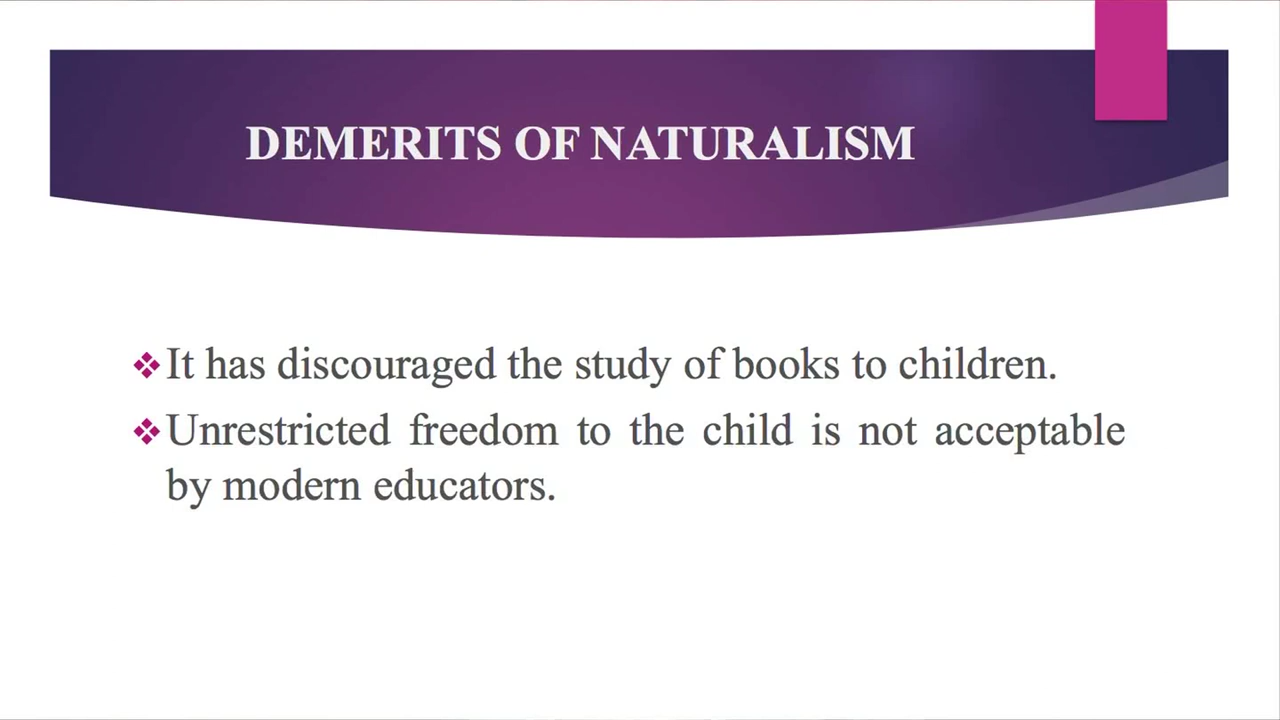 DEMERITS OF NATURALISM
❖ It has discouraged the study of books to children.
❖ Unrestricted freedom to the child is not acceptable
by modern educators.